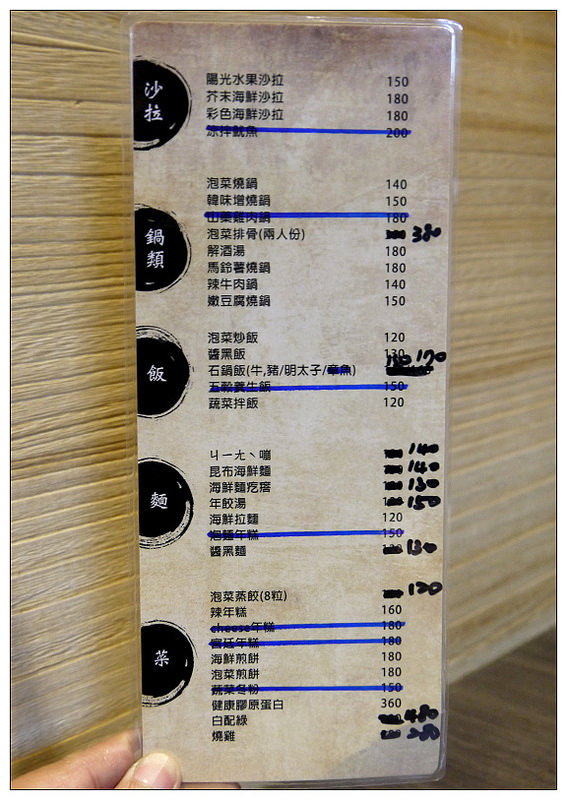 沙拉
陽光水果沙拉 150
芥末海鮮沙拉 180
彩色海鮮沙拉 180
涼拌魷魚 200
鍋類
泡菜燒鍋 140
韓味增燒鍋 150
山藥雞肉鍋 180
泡菜排骨(兩人份) 380
解酒湯 180
馬鈴薯燒鍋 180
辣牛肉鍋 140
嫩豆腐燒鍋 150
飯
泡菜炒飯 120
醬黑飯 130
石鍋飯(牛,豬/明太子/章魚) 150 170
五穀養生飯 150
蔬菜拌飯 120
麵
ㄐㄧㄤˋ嘣 140
昆布海鮮麵 140
海鮮麵疙瘩 130
年餃湯 150
海鮮拉麵 120
泡麵年糕 150
醬黑麵 130
菜
泡菜蒸餃(8粒) 120
辣年糕 160
cheese年糕 180
宮廷年糕 180
海鮮煎餅 180
泡菜煎餅 180
蔬菜冬粉 150
健康膠原蛋白 360
白配綠 480
燒雞